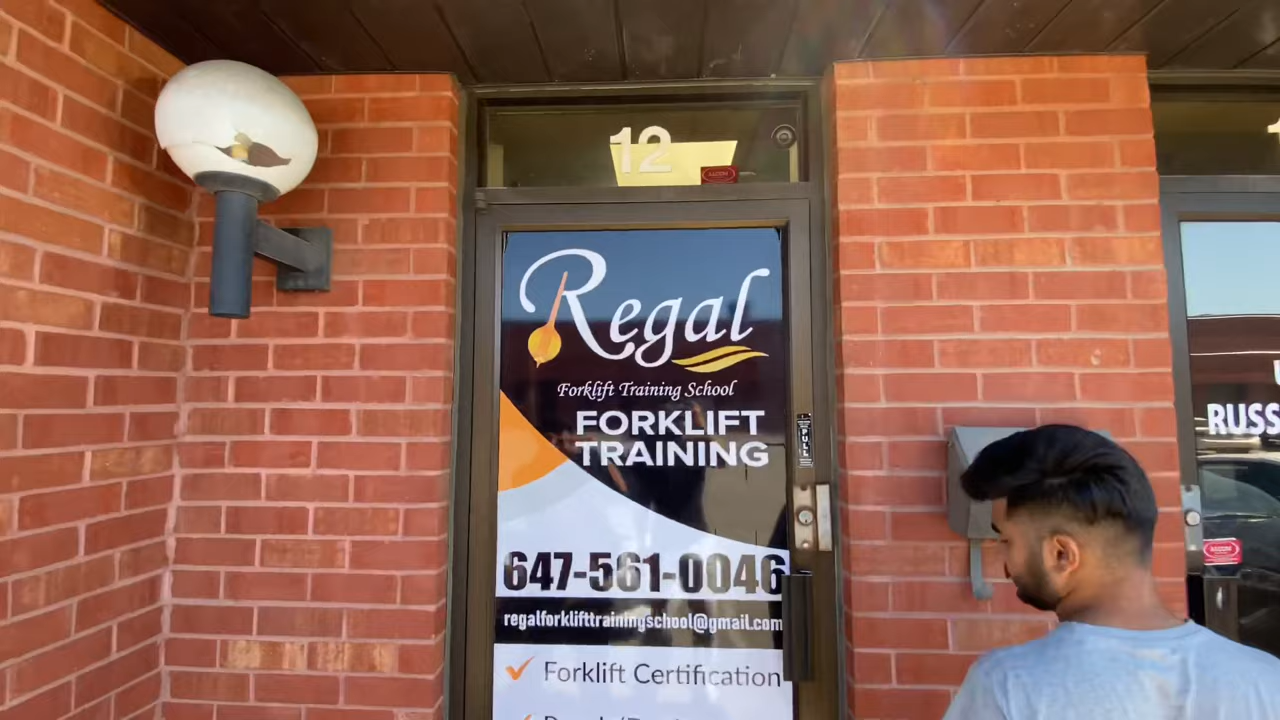 12
Regal
Forklift Training School
FORKLIFT
TRAINING
PULL
647-561-0046
regalforklifttrainingschool@gmail.com
Forklift Certification
RUSS